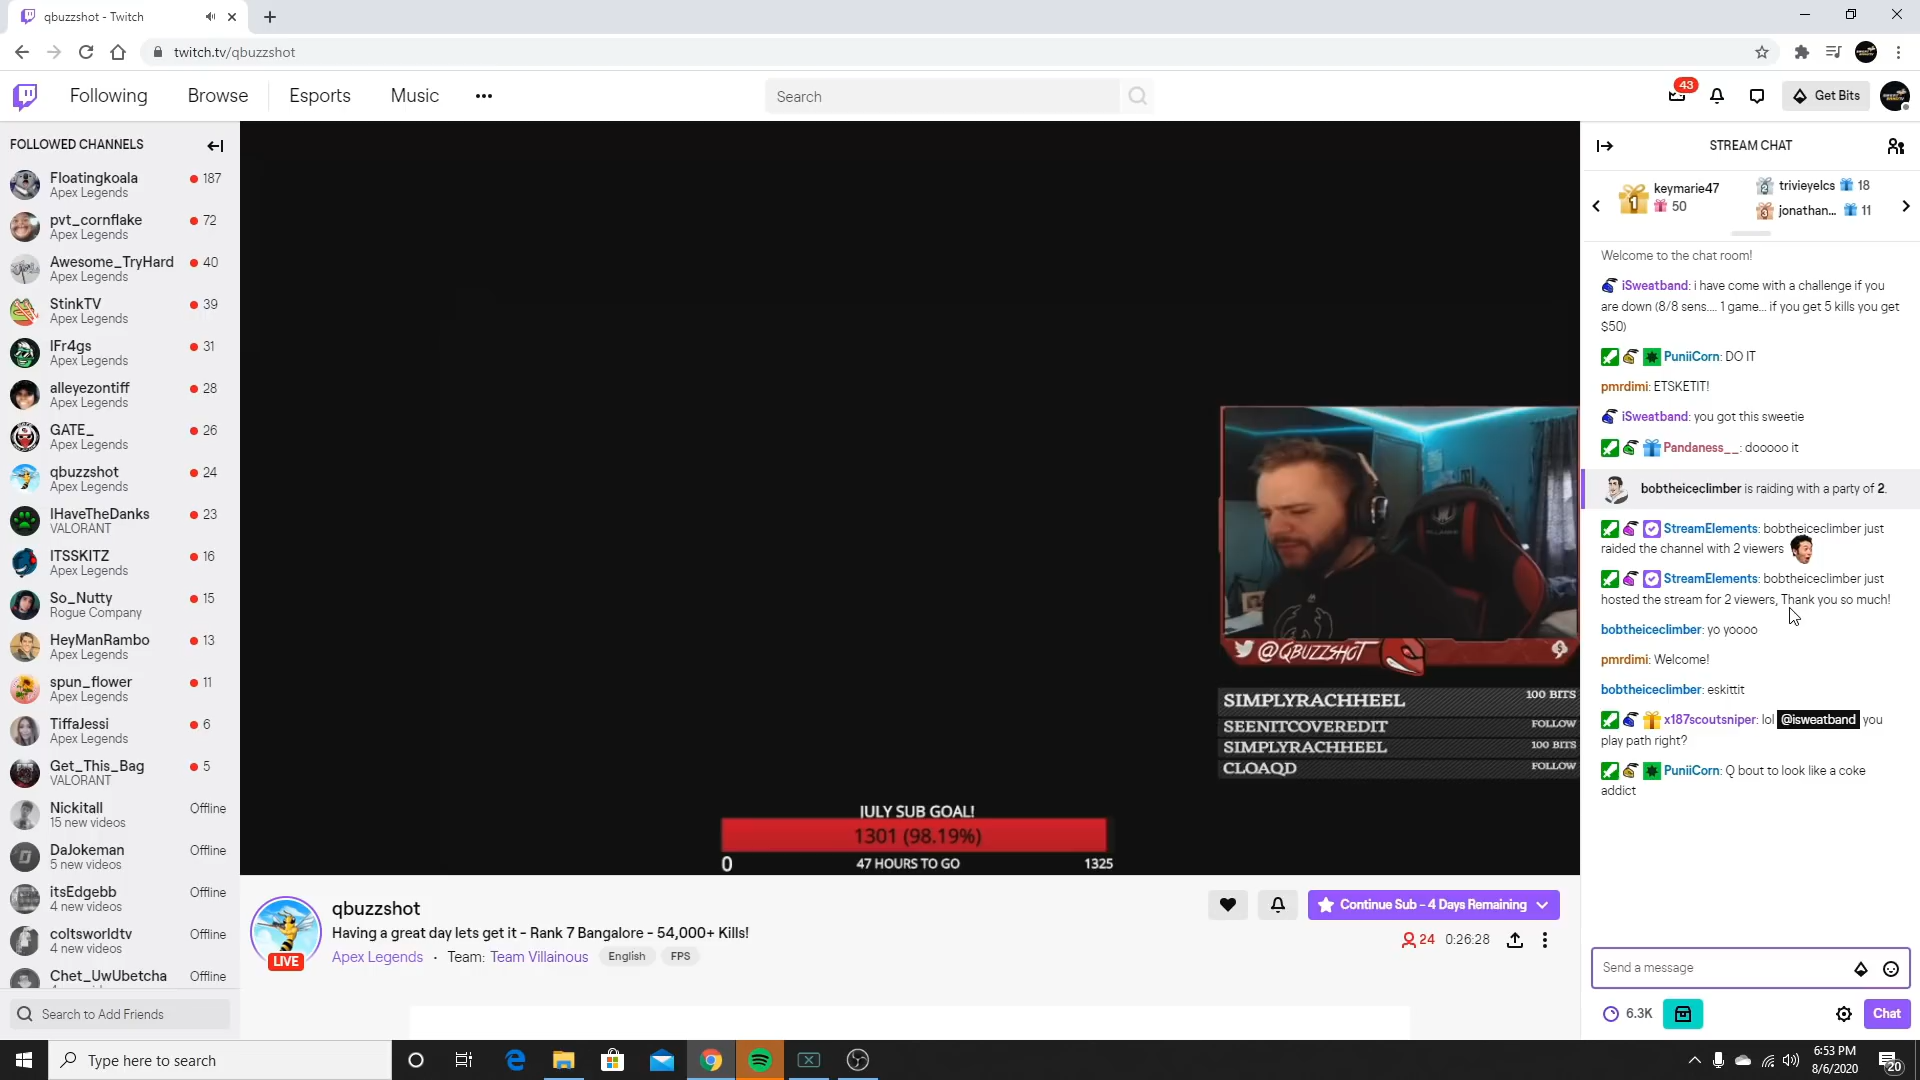 qbuzzshot - Twitch
twitch.tv/qbuzzshot
Following
Browse
Esports
Music
Search
43
Get Bits
FOLLOWED CHANNELS
Floatingkoala
187
Apex Legends
pvt_cornflake
72
Apex Legends
Awesome_TryHard
40
Apex Legends
StinkTV
39
Apex Legends
IFr4gs
31
Apex Legends
alleyezontiff
28
Apex Legends
GATE_
26
Apex Legends
qbuzzshot
24
Apex Legends
IHaveTheDanks
23
VALORANT
ITSSKITZ
16
Apex Legends
So_Nutty
15
Rogue Company
HeyManRambo
13
Apex Legends
spun_flower
11
Apex Legends
TiffaJessi
6
Apex Legends
Get_This_Bag
5
VALORANT
Nickitall
Offline
15 new videos
DaJokeman
Offline
5 new videos
itsEdgebb
Offline
4 new videos
coltsworldtv
Offline
4 new videos
Chet_UwUbetcha
Offline
Search to Add Friends
@QBUZZSHOT
SIMPLYRACHHEEL 100 BITS
SEENITCOVEREDIT FOLLOW
SIMPLYRACHHEEL 100 BITS
CLOAQD FOLLOW
JULY SUB GOAL!
1301 (98.19%)
0 47 HOURS TO GO 1325
LIVE
qbuzzshot
Having a great day lets get it - Rank 7 Bangalore - 54,000+ Kills!
Apex Legends • Team: Team Villainous English FPS
Continue Sub - 4 Days Remaining
24 0:26:28
STREAM CHAT
1 keymarie47
50
2 trivieyelcs 18
3 jonathan... 11
Welcome to the chat room!
iSweatband: i have come with a challenge if you
are down (8/8 sens.... 1 game... if you get 5 kills you get
$50)
PuniiCorn: DO IT
pmrdimi: ETSKETIT!
iSweatband: you got this sweetie
Pandaness__: dooooo it
bobtheiceclimber is raiding with a party of 2.
StreamElements: bobtheiceclimber just
raided the channel with 2 viewers
StreamElements: bobtheiceclimber just
hosted the stream for 2 viewers, Thank you so much!
bobtheiceclimber: yo yoooo
pmrdimi: Welcome!
bobtheiceclimber: eskittit
x187scoutsniper: lol @isweatband you
play path right?
PuniiCorn: Q bout to look like a coke
addict
Send a message
6.3K
Chat
Type here to search
6:53 PM
8/6/2020
20